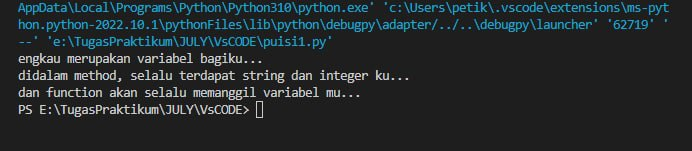 AppData\Local\Programs\Python\Python310\python.exe' 'c:\Users\petik\.vscode\extensions\ms-pyt
hon.python-2022.10.1\pythonFiles\lib\python\debugpy\adapter/../..\debugpy\launcher' '62719' '
--' 'e:\TugasPraktikum\JULY\VsCODE\puisi1.py'
engkau merupakan variabel bagiku...
didalam method, selalu terdapat string dan integer ku...
dan function akan selalu memanggil variabel mu...
PS E:\TugasPraktikum\JULY\VsCODE>